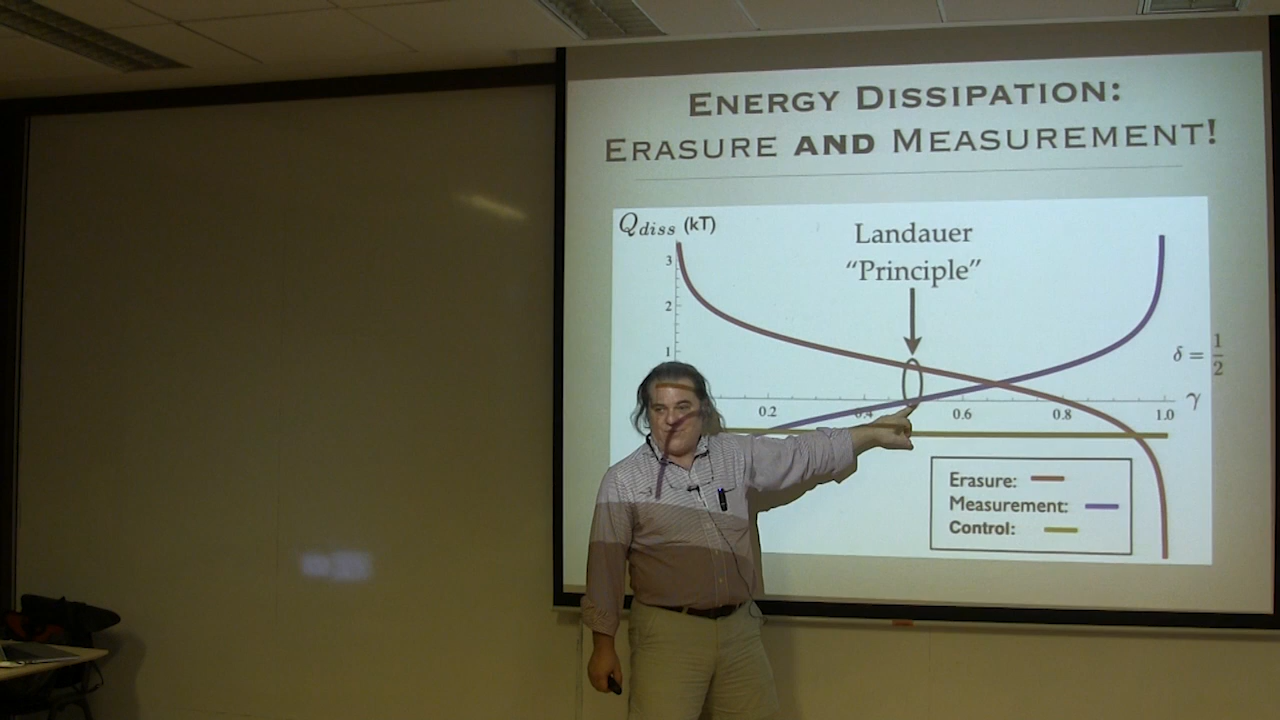 ENERGY DISSIPATION:
ERASURE AND MEASUREMENT!
Q_diss (kT)
Landauer
“Principle”
3
2
1
δ = 1/2
γ
0.2 0.4 0.6 0.8 1.0
Erasure:
Measurement:
Control: